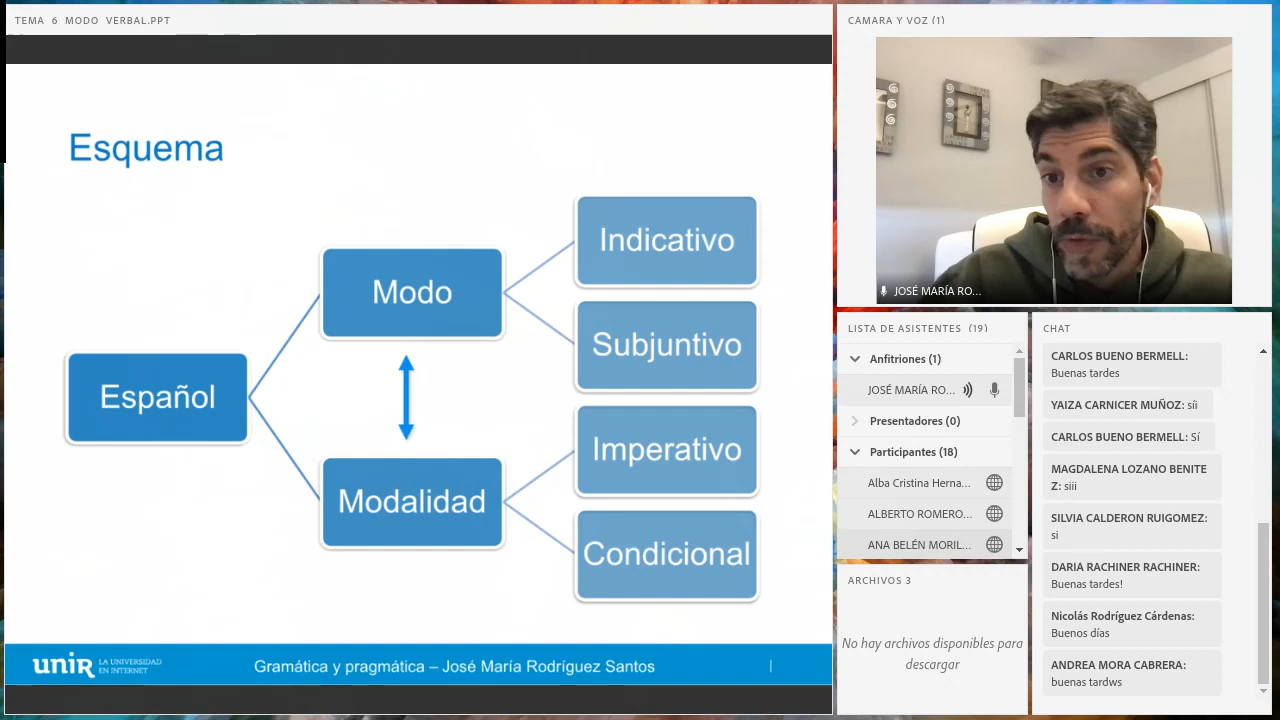 TEMA 6 MODO VERBAL.PPT
Esquema
Español
Modo
Modalidad
Indicativo
Subjuntivo
Imperativo
Condicional
unir LA UNIVERSIDAD
EN INTERNET
Gramática y pragmática – José María Rodríguez Santos
CAMARA Y VOZ (1)
JOSÉ MARÍA RO...
LISTA DE ASISTENTES (19)
Anfitriones (1)
JOSÉ MARÍA RO...
Presentadores (0)
Participantes (18)
Alba Cristina Herna...
ALBERTO ROMERO...
ANA BELÉN MORIL...
ARCHIVOS 3
No hay archivos disponibles para
descargar
CHAT
CARLOS BUENO BERMELL:
Buenas tardes
YAIZA CARNICER MUÑOZ: síi
CARLOS BUENO BERMELL: Sí
MAGDALENA LOZANO BENITE
Z: siii
SILVIA CALDERON RUIGOMEZ:
si
DARIA RACHINER RACHINER:
Buenas tardes!
Nicolás Rodríguez Cárdenas:
Buenos días
ANDREA MORA CABRERA:
buenas tardws